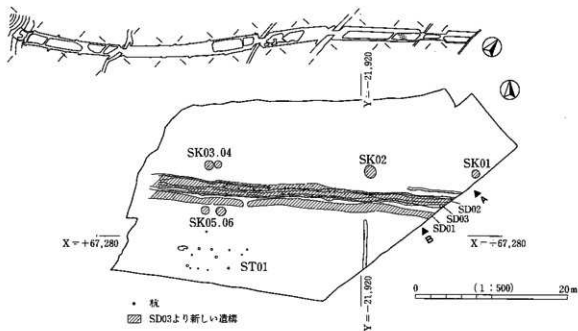 Y=-21,920
SK03.04
SK02
SK01
A
SD02
SD03
SD01
B
SK05.06
X=+67,280
X=+67,280
ST01
Y=-21,920
0 (1:500) 20m
杭
SD03より新しい遺構